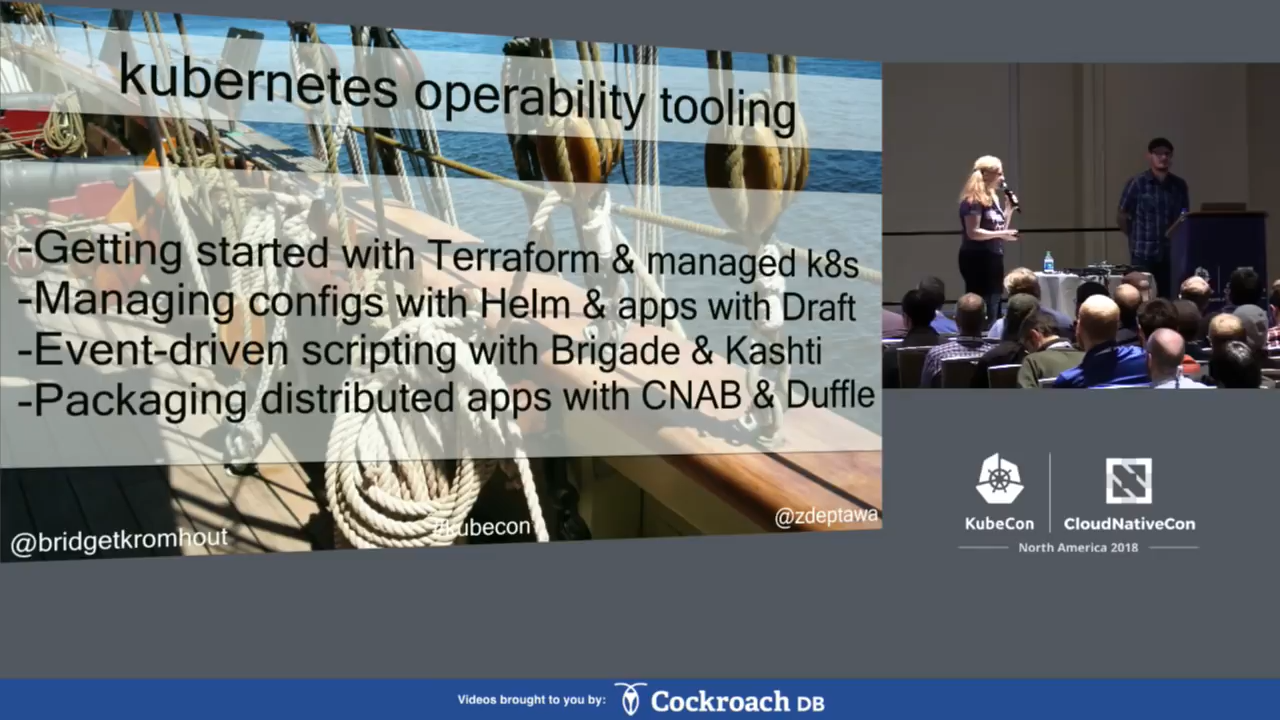 kubernetes operability tooling
-Getting started with Terraform & managed k8s
-Managing configs with Helm & apps with Draft
-Event-driven scripting with Brigade & Kashti
-Packaging distributed apps with CNAB & Duffle
@bridgetkromhout
#kubecon
@zdeptawa
KubeCon
CloudNativeCon
North America 2018
Videos brought to you by:
Cockroach DB